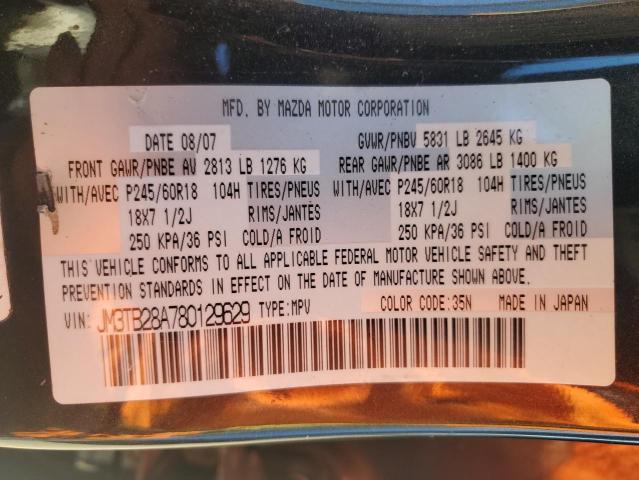 MFD. BY MAZDA MOTOR CORPORATION
DATE 08/07 GVWR/PNBV 5831 LB 2645 KG
FRONT GAWR/PNBE AV 2813 LB 1276 KG REAR GAWR/PNBE AR 3086 LB 1400 KG
WITH/AVEC P245/60R18 104H TIRES/PNEUS WITH/AVEC P245/60R18 104H TIRES/PNEUS
18X7 1/2J RIMS/JANTES 18X7 1/2J RIMS/JANTES
250 KPA/36 PSI COLD/A FROID 250 KPA/36 PSI COLD/A FROID
THIS VEHICLE CONFORMS TO ALL APPLICABLE FEDERAL MOTOR VEHICLE SAFETY AND THEFT
PREVENTION STANDARDS IN EFFECT ON THE DATE OF MANUFACTURE SHOWN ABOVE.
VIN: JM3TB28A780129629 TYPE:MPV COLOR CODE:35N MADE IN JAPAN